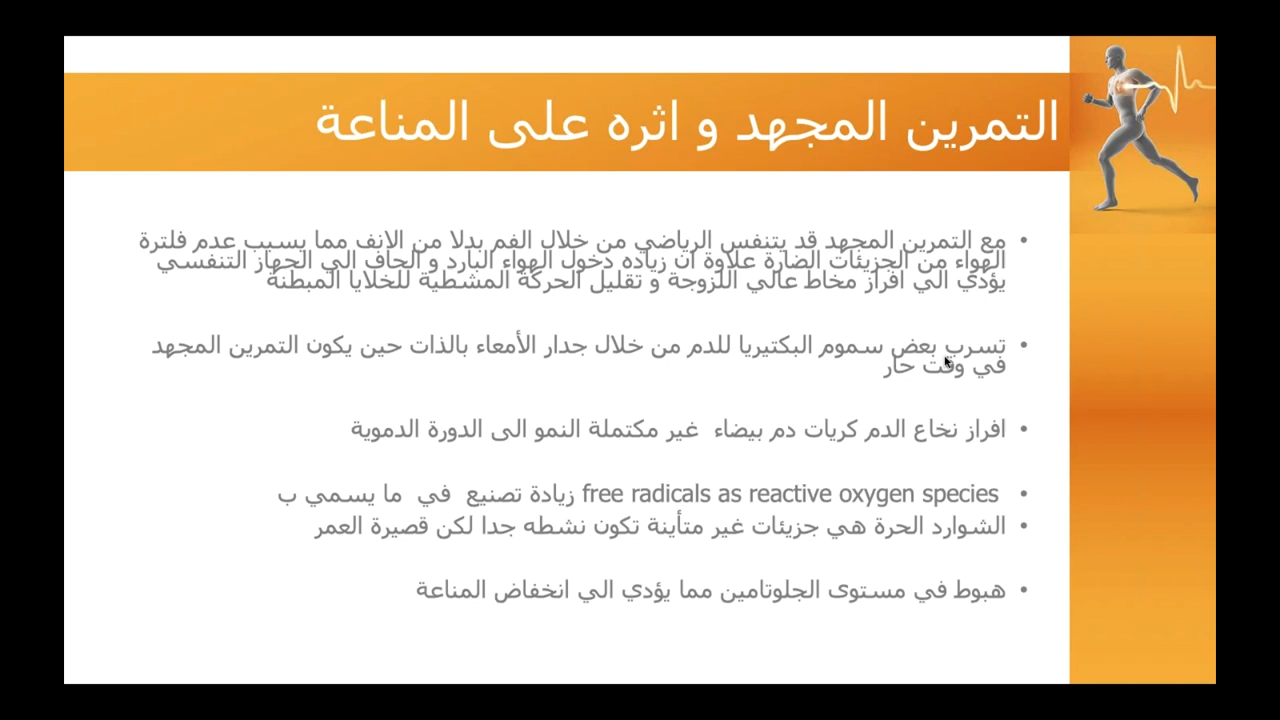 التمرين المجهد و اثره على المناعة
• مع التمرين المجهد قد يتنفس الرياضي من خلال الفم بدلا من الانف مما يسبب عدم فلترة
الهواء من الجزيئات الضارة علاوة ان زياده دخول الهواء البارد و الجاف الي الجهاز التنفسي
يؤدي الي افراز مخاط عالي اللزوجة و تقليل الحركة المشطية للخلايا المبطنة
• تسرب بعض سموم البكتيريا للدم من خلال جدار الأمعاء بالذات حين يكون التمرين المجهد
في وقت حار
• افراز نخاع الدم كريات دم بيضاء غير مكتملة النمو الى الدورة الدموية
• free radicals as reactive oxygen species زيادة تصنيع في ما يسمي ب
• الشوارد الحرة هي جزيئات غير متأينة تكون نشطه جدا لكن قصيرة العمر
• هبوط في مستوى الجلوتامين مما يؤدي الي انخفاض المناعة